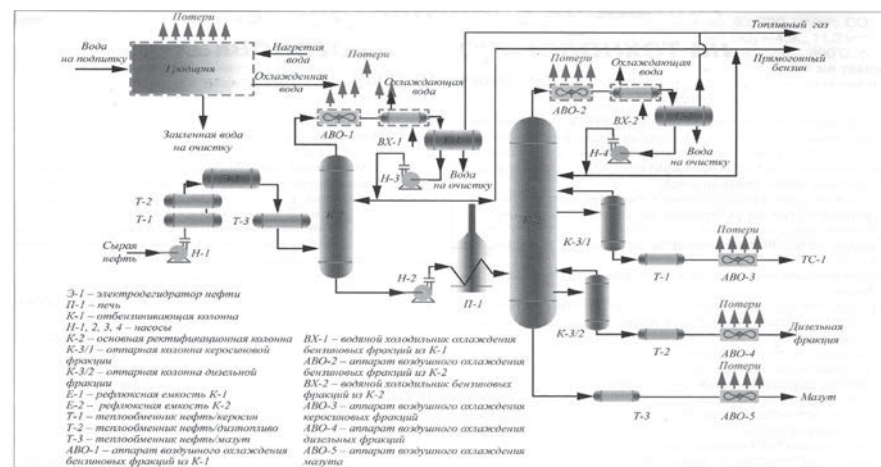 Потери
Вода
на подпитку
Градирня
Нагретая
вода
Охлажденная
вода
Заиленная вода
на очистку
Потери
Охлаждающая
вода
АВО-1
ВХ-1
Н-3
Вода
на очистку
К-1
Топливный газ
Прямогонный
бензин
Потери
Охлаждающая
вода
АВО-2
ВХ-2
Н-4
Вода
на очистку
К-2
Т-2
Т-1
Т-3
Сырая
нефть
Н-1
Н-2
П-1
К-3/1
Т-1
Потери
АВО-3
ТС-1
К-3/2
Т-2
Потери
АВО-4
Дизельная
фракция
Т-3
Потери
АВО-5
Мазут
Э-1 – электродегидратор нефти
П-1 – печь
К-1 – отбензинивающая колонна
Н-1, 2, 3, 4 – насосы
К-2 – основная ректификационная колонна
К-3/1 – отпарная колонна керосиновой
фракции
К-3/2 – отпарная колонна дизельной
фракции
Е-1 – рефлюксная емкость К-1
Е-2 – рефлюксная емкость К-2
Т-1 – теплообменник нефть/керосин
Т-2 – теплообменник нефть/дизтопливо
Т-3 – теплообменник нефть/мазут
АВО-1 – аппарат воздушного охлаждения
бензиновых фракций из К-1
ВХ-1 – водяной холодильник охлаждения
бензиновых фракций из К-1
АВО-2 – аппарат воздушного охлаждения
бензиновых фракций из К-2
ВХ-2 – водяной холодильник бензиновых
фракций из К-2
АВО-3 – аппарат воздушного охлаждения
керосиновых фракций
АВО-4 – аппарат воздушного охлаждения
дизельных фракций
АВО-5 – аппарат воздушного охлаждения
мазута